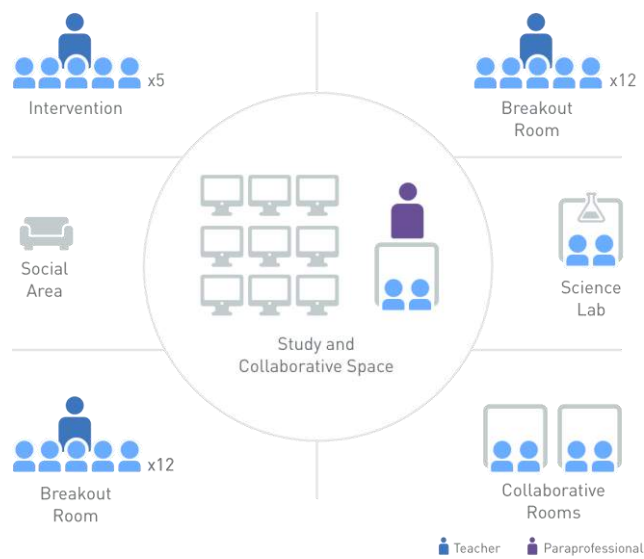 x5
Intervention
x12
Breakout
Room
Social
Area
Science
Lab
Study and
Collaborative Space
x12
Breakout
Room
Collaborative
Rooms
Teacher
Paraprofessional